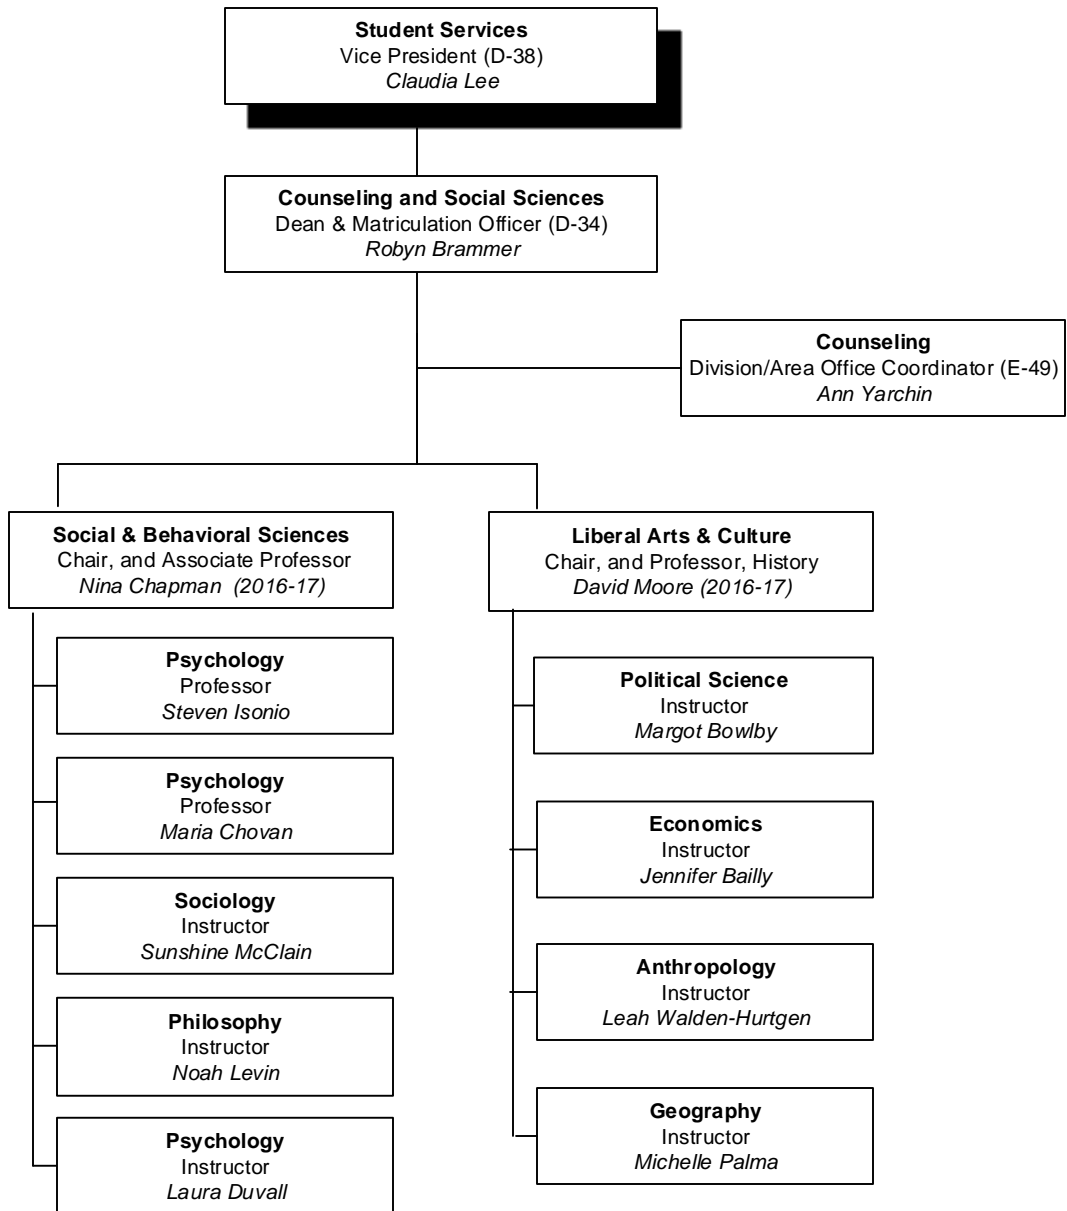 Student Services
Vice President (D-38)
Claudia Lee
Counseling and Social Sciences
Dean & Matriculation Officer (D-34)
Robyn Brammer
Counseling
Division/Area Office Coordinator (E-49)
Ann Yarchin
Social & Behavioral Sciences
Chair, and Associate Professor
Nina Chapman  (2016-17)
Psychology
Professor
Steven Isonio
Psychology
Professor
Maria Chovan
Sociology
Instructor
Sunshine McClain
Philosophy
Instructor
Noah Levin
Psychology
Instructor
Laura Duvall
Liberal Arts & Culture
Chair, and Professor, History
David Moore (2016-17)
Political Science
Instructor
Margot Bowlby
Economics
Instructor
Jennifer Bailly
Anthropology
Instructor
Leah Walden-Hurtgen
Geography
Instructor
Michelle Palma